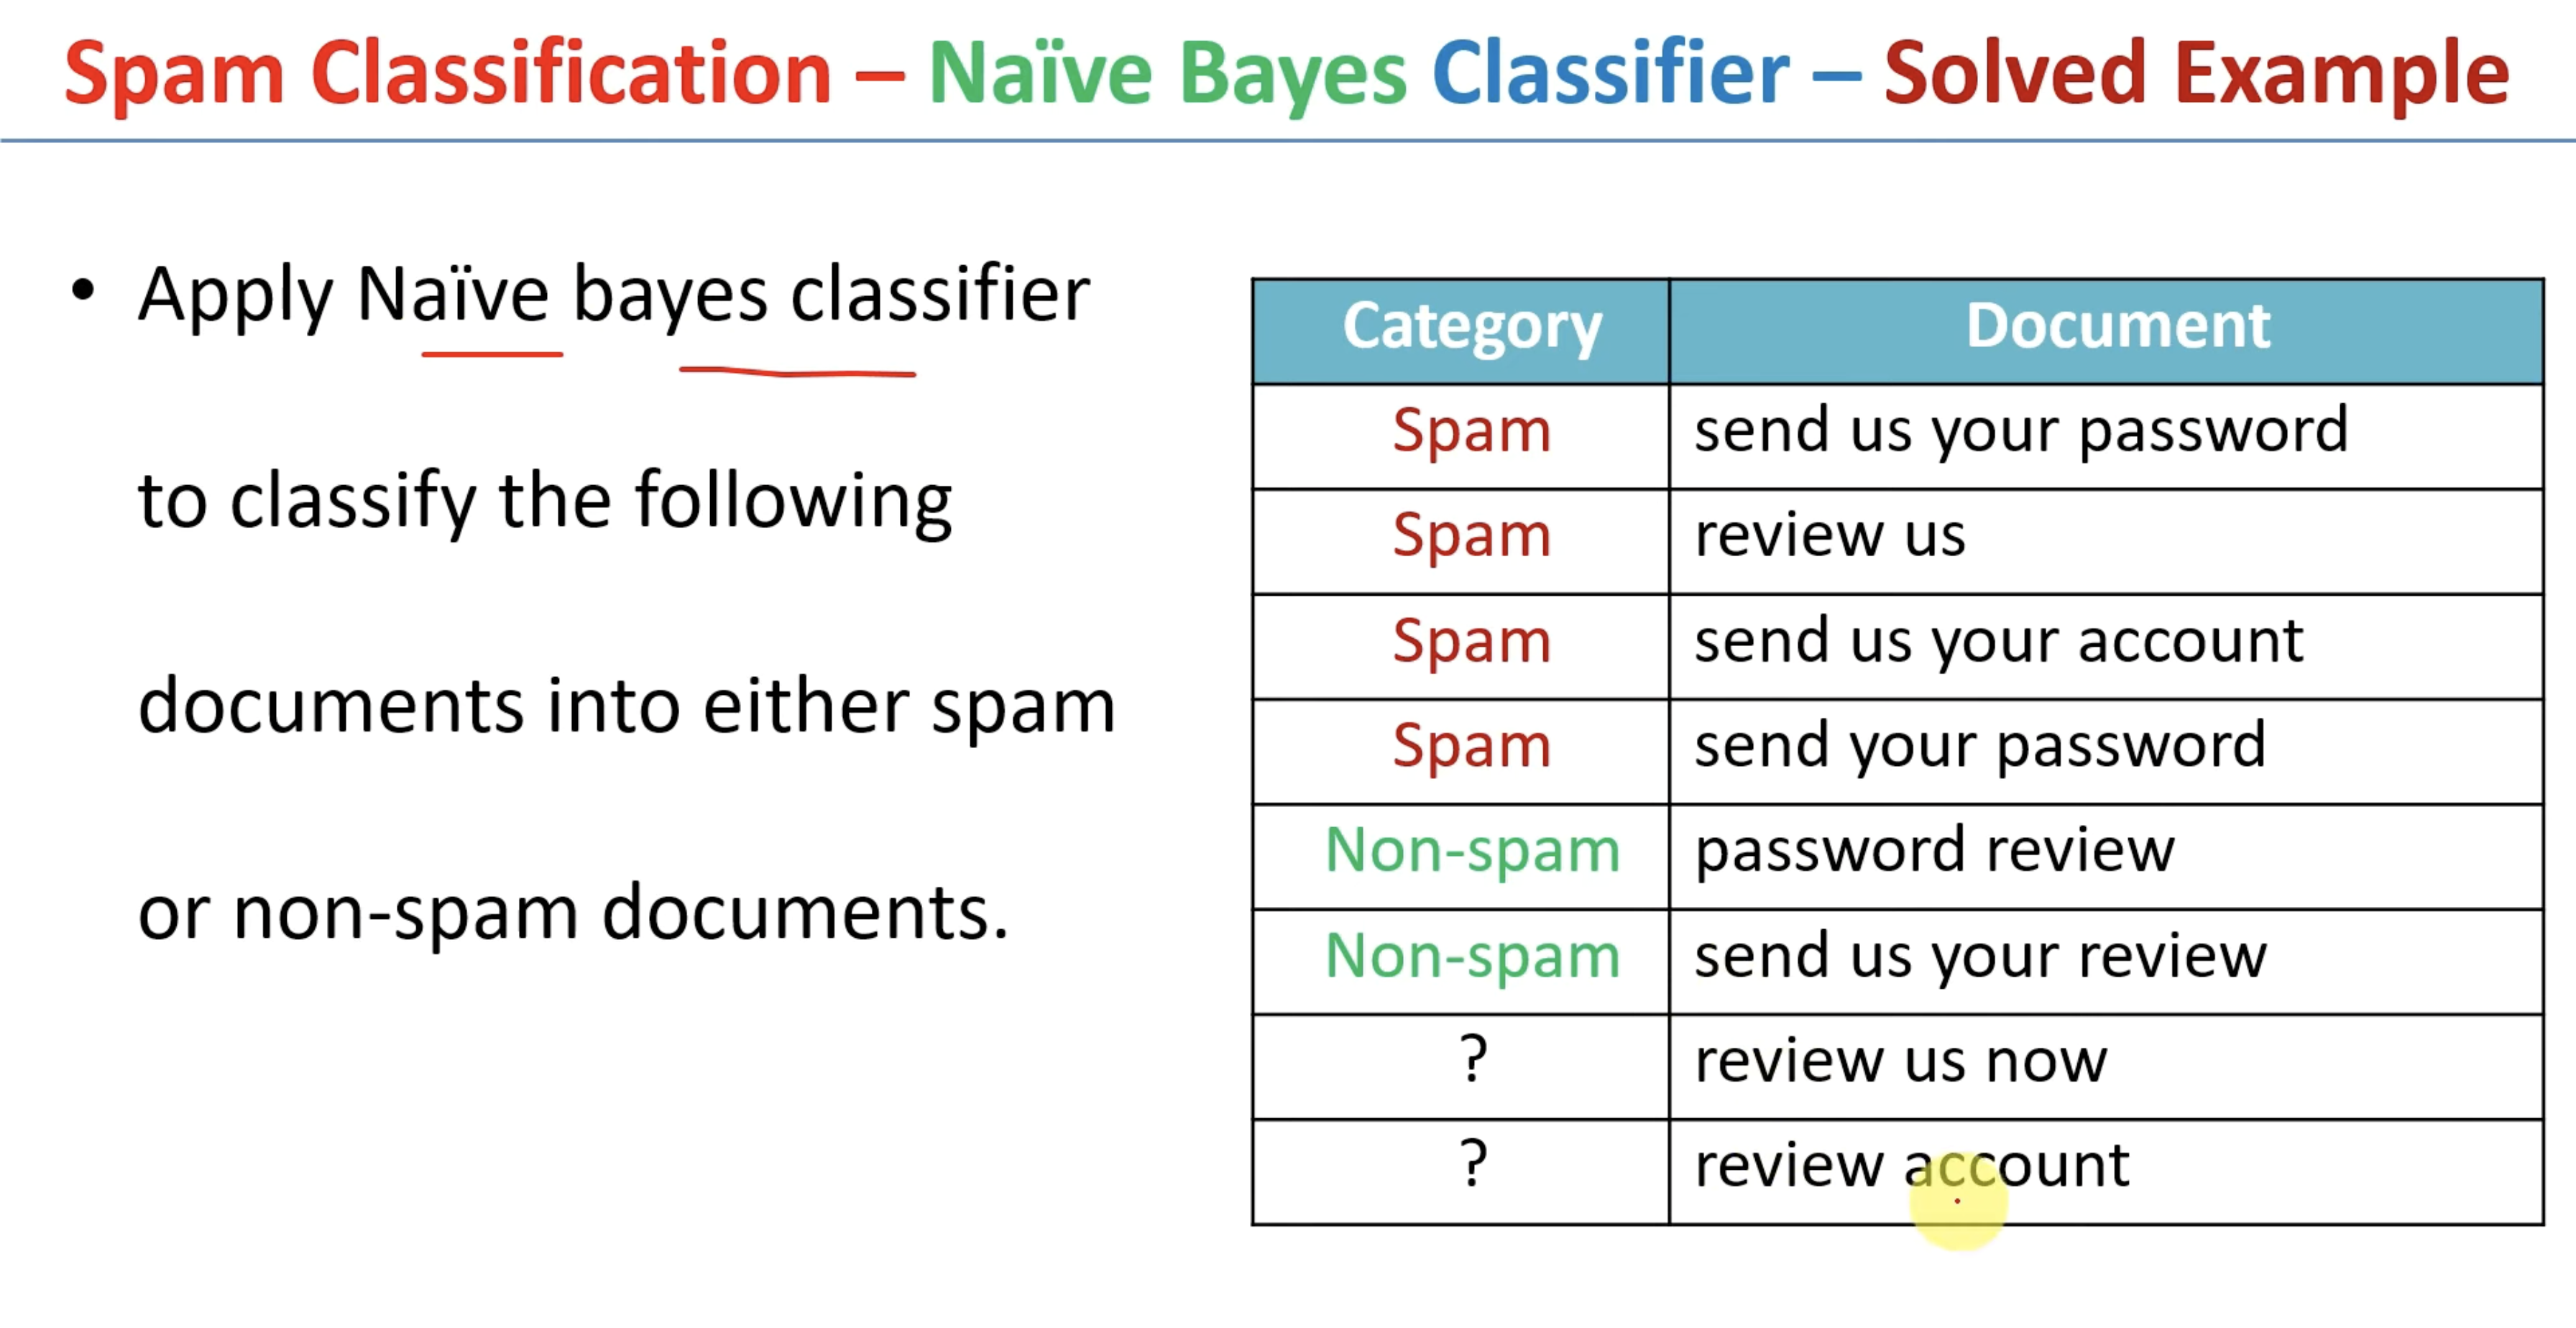 Spam Classification – Naïve Bayes Classifier – Solved Example
• Apply Naïve bayes classifier
to classify the following
documents into either spam
or non-spam documents.
Category Document
Spam send us your password
Spam review us
Spam send us your account
Spam send your password
Non-spam password review
Non-spam send us your review
? review us now
? review account